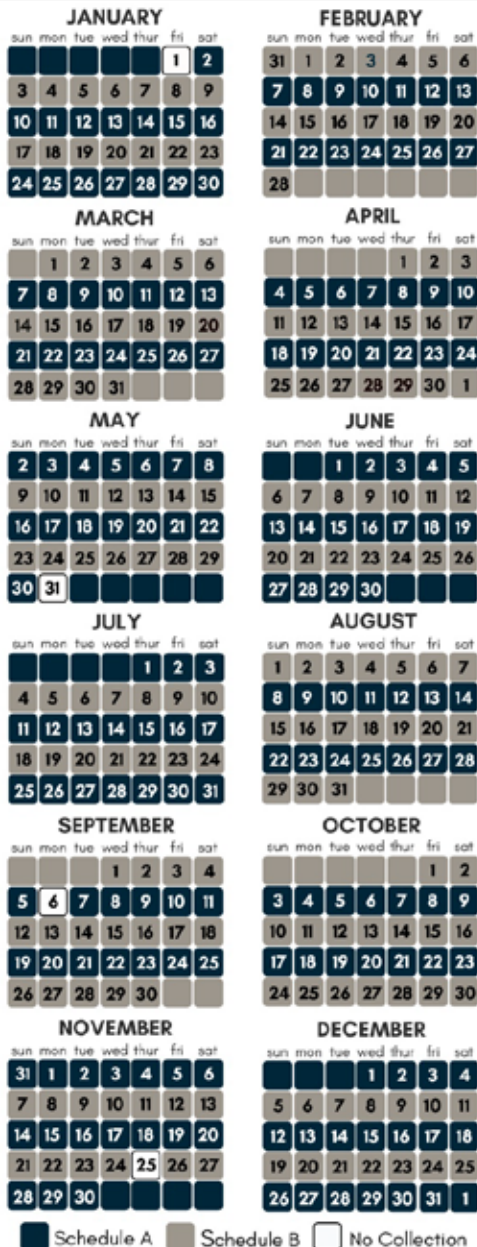 JANUARY
sun mon tue wed thur fri sat
1 2
3 4 5 6 7 8 9
10 11 12 13 14 15 16
17 18 19 20 21 22 23
24 25 26 27 28 29 30
FEBRUARY
sun mon tue wed thur fri sat
31 1 2 3 4 5 6
7 8 9 10 11 12 13
14 15 16 17 18 19 20
21 22 23 24 25 26 27
28
MARCH
sun mon tue wed thur fri sat
1 2 3 4 5 6
7 8 9 10 11 12 13
14 15 16 17 18 19 20
21 22 23 24 25 26 27
28 29 30 31
APRIL
sun mon tue wed thur fri sat
1 2 3
4 5 6 7 8 9 10
11 12 13 14 15 16 17
18 19 20 21 22 23 24
25 26 27 28 29 30 1
MAY
sun mon tue wed thur fri sat
2 3 4 5 6 7 8
9 10 11 12 13 14 15
16 17 18 19 20 21 22
23 24 25 26 27 28 29
30 31
JUNE
sun mon tue wed thur fri sat
1 2 3 4 5
6 7 8 9 10 11 12
13 14 15 16 17 18 19
20 21 22 23 24 25 26
27 28 29 30
JULY
sun mon tue wed thur fri sat
1 2 3
4 5 6 7 8 9 10
11 12 13 14 15 16 17
18 19 20 21 22 23 24
25 26 27 28 29 30 31
AUGUST
sun mon tue wed thur fri sat
1 2 3 4 5 6 7
8 9 10 11 12 13 14
15 16 17 18 19 20 21
22 23 24 25 26 27 28
29 30 31
SEPTEMBER
sun mon tue wed thur fri sat
1 2 3 4
5 6 7 8 9 10 11
12 13 14 15 16 17 18
19 20 21 22 23 24 25
26 27 28 29 30
OCTOBER
sun mon tue wed thur fri sat
1 2
3 4 5 6 7 8 9
10 11 12 13 14 15 16
17 18 19 20 21 22 23
24 25 26 27 28 29 30
NOVEMBER
sun mon tue wed thur fri sat
31 1 2 3 4 5 6
7 8 9 10 11 12 13
14 15 16 17 18 19 20
21 22 23 24 25 26 27
28 29 30
DECEMBER
sun mon tue wed thur fri sat
1 2 3 4
5 6 7 8 9 10 11
12 13 14 15 16 17 18
19 20 21 22 23 24 25
26 27 28 29 30 31 1
Schedule A Schedule B No Collection